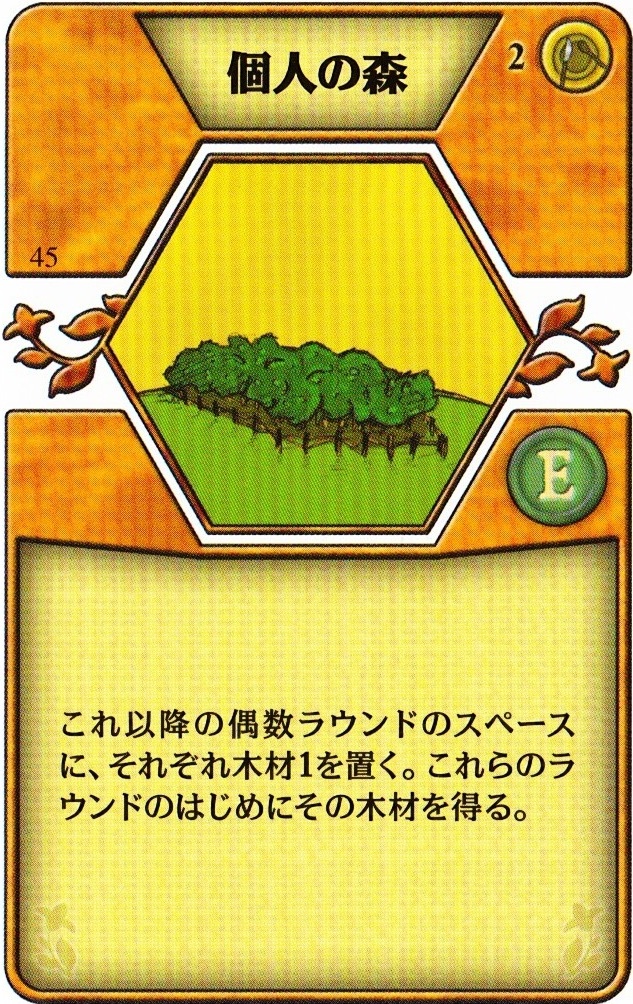 個人の森
2
45
E
これ以降の偶数ラウンドのスペース
に、それぞれ木材1を置く。これらのラ
ウンドのはじめにその木材を得る。